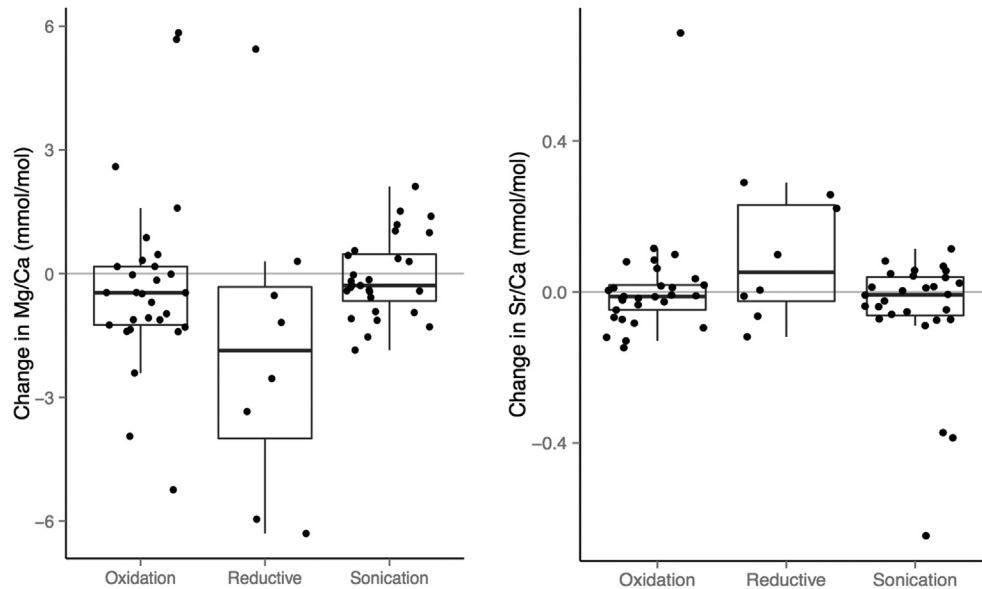 Change in Mg/Ca (mmol/mol)
6
3
0
-3
-6
Oxidation
Reductive
Sonication
Change in Sr/Ca (mmol/mol)
0.4
0.0
-0.4
Oxidation
Reductive
Sonication